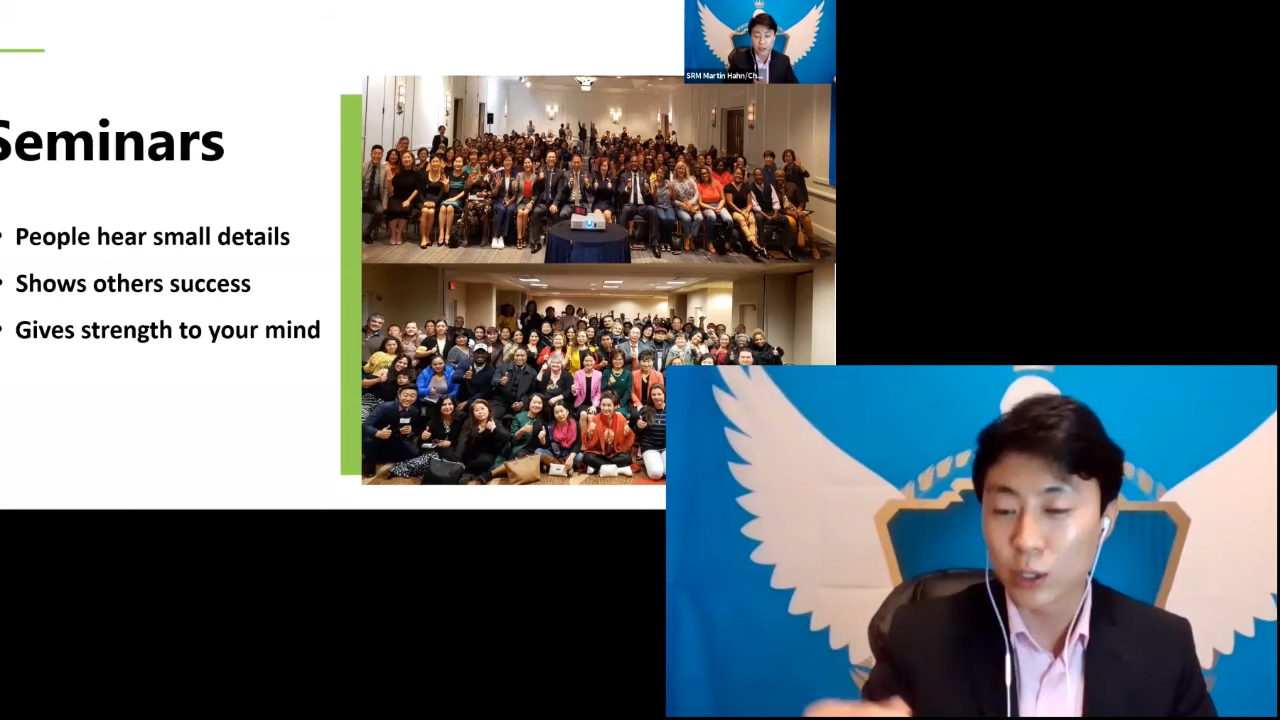 Seminars
• People hear small details
• Shows others success
• Gives strength to your mind
SRM Martin Hahn/Ch...